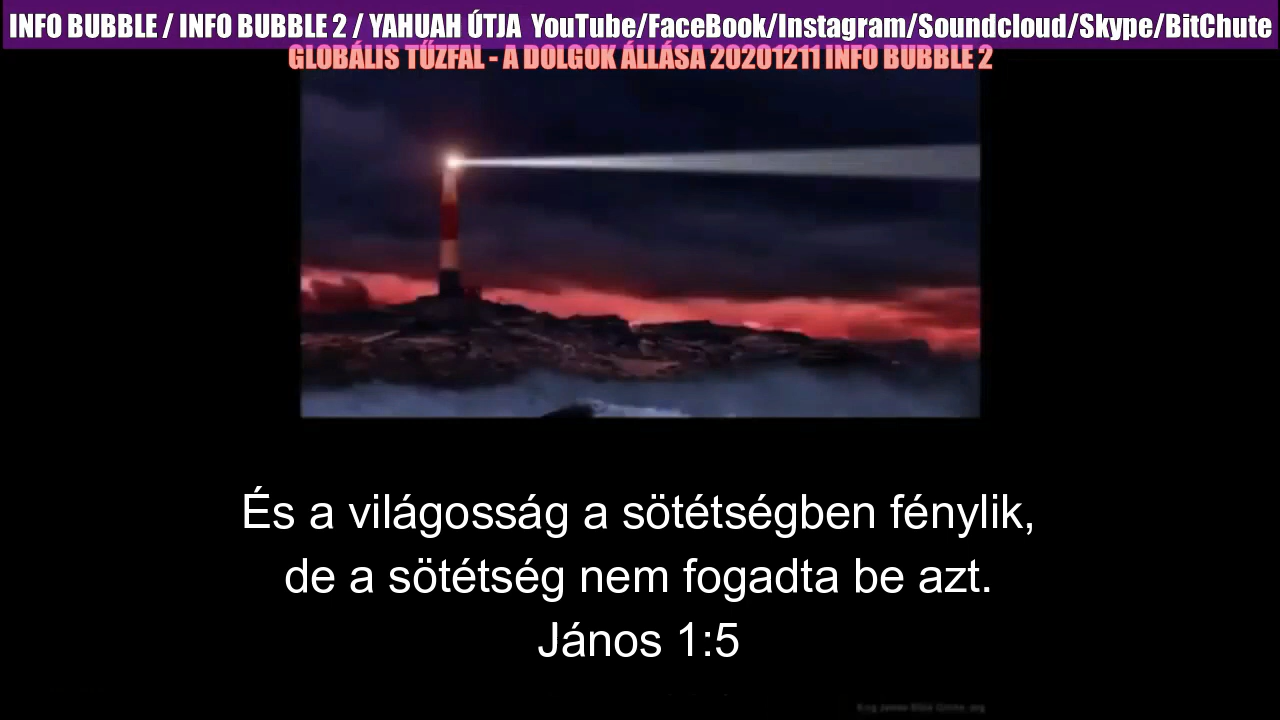 INFO BUBBLE / INFO BUBBLE 2 / YAHUAH ÚTJA YouTube/FaceBook/Instagram/Soundcloud/Skype/BitChute
GLOBÁLIS TŰZFAL - A DOLGOK ÁLLÁSA 20201211 INFO BUBBLE 2
És a világosság a sötétségben fénylik,
de a sötétség nem fogadta be azt.
János 1:5